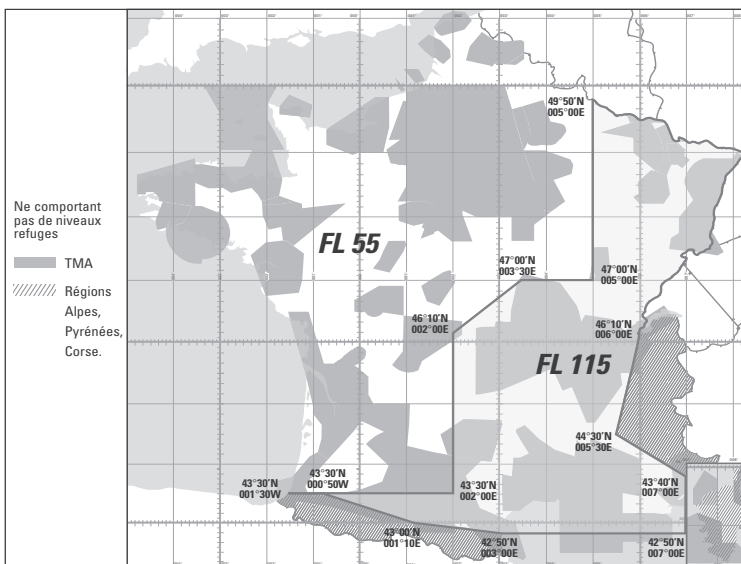 Ne comportant
pas de niveaux
refuges
TMA
Régions
Alpes,
Pyrénées,
Corse.
49°50’N
005°00E
FL 55
47°00’N
003°30E
47°00’N
005°00E
46°10’N
002°00E
46°10’N
006°00E
FL 115
44°30’N
005°30E
43°30’N
001°30W
43°30’N
000°50W
43°30’N
002°00E
43°40’N
007°00E
43°00’N
001°10E
42°50’N
003°00E
42°50’N
007°00E